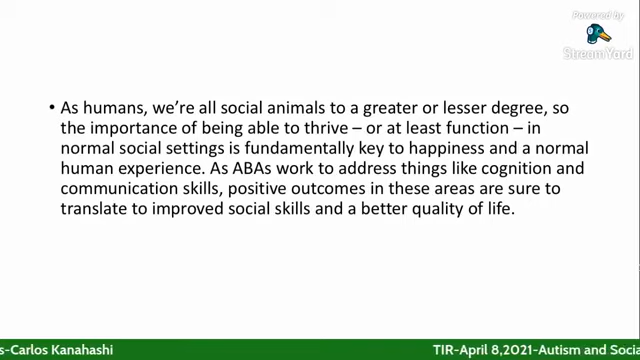 Powered by
StreamYard
• As humans, we're all social animals to a greater or lesser degree, so
the importance of being able to thrive – or at least function – in
normal social settings is fundamentally key to happiness and a normal
human experience. As ABAs work to address things like cognition and
communication skills, positive outcomes in these areas are sure to
translate to improved social skills and a better quality of life.
s-Carlos Kanahashi TIR-April 8,2021-Autism and Socia